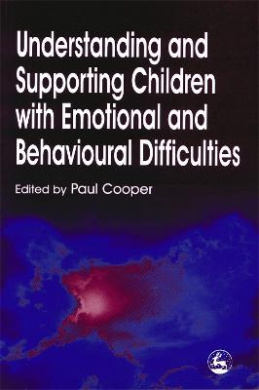 Understanding and
Supporting Children
with Emotional and
Behavioural Difficulties
Edited by Paul Cooper